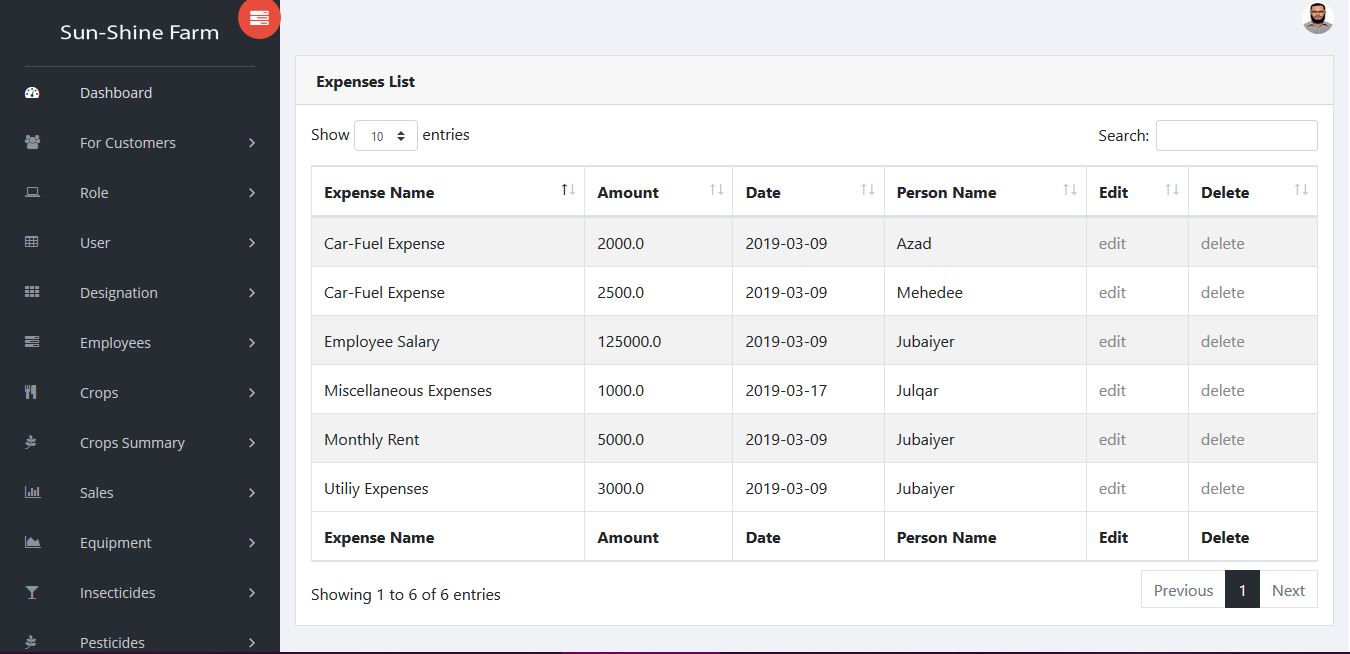 Sun-Shine Farm
Dashboard
For Customers
Role
User
Designation
Employees
Crops
Crops Summary
Sales
Equipment
Insecticides
Pesticides
Expenses List
Show 10 entries Search:
Expense Name Amount Date Person Name Edit Delete
Car-Fuel Expense 2000.0 2019-03-09 Azad edit delete
Car-Fuel Expense 2500.0 2019-03-09 Mehedee edit delete
Employee Salary 125000.0 2019-03-09 Jubaiyer edit delete
Miscellaneous Expenses 1000.0 2019-03-17 Julqar edit delete
Monthly Rent 5000.0 2019-03-09 Jubaiyer edit delete
Utiliy Expenses 3000.0 2019-03-09 Jubaiyer edit delete
Expense Name Amount Date Person Name Edit Delete
Showing 1 to 6 of 6 entries Previous 1 Next